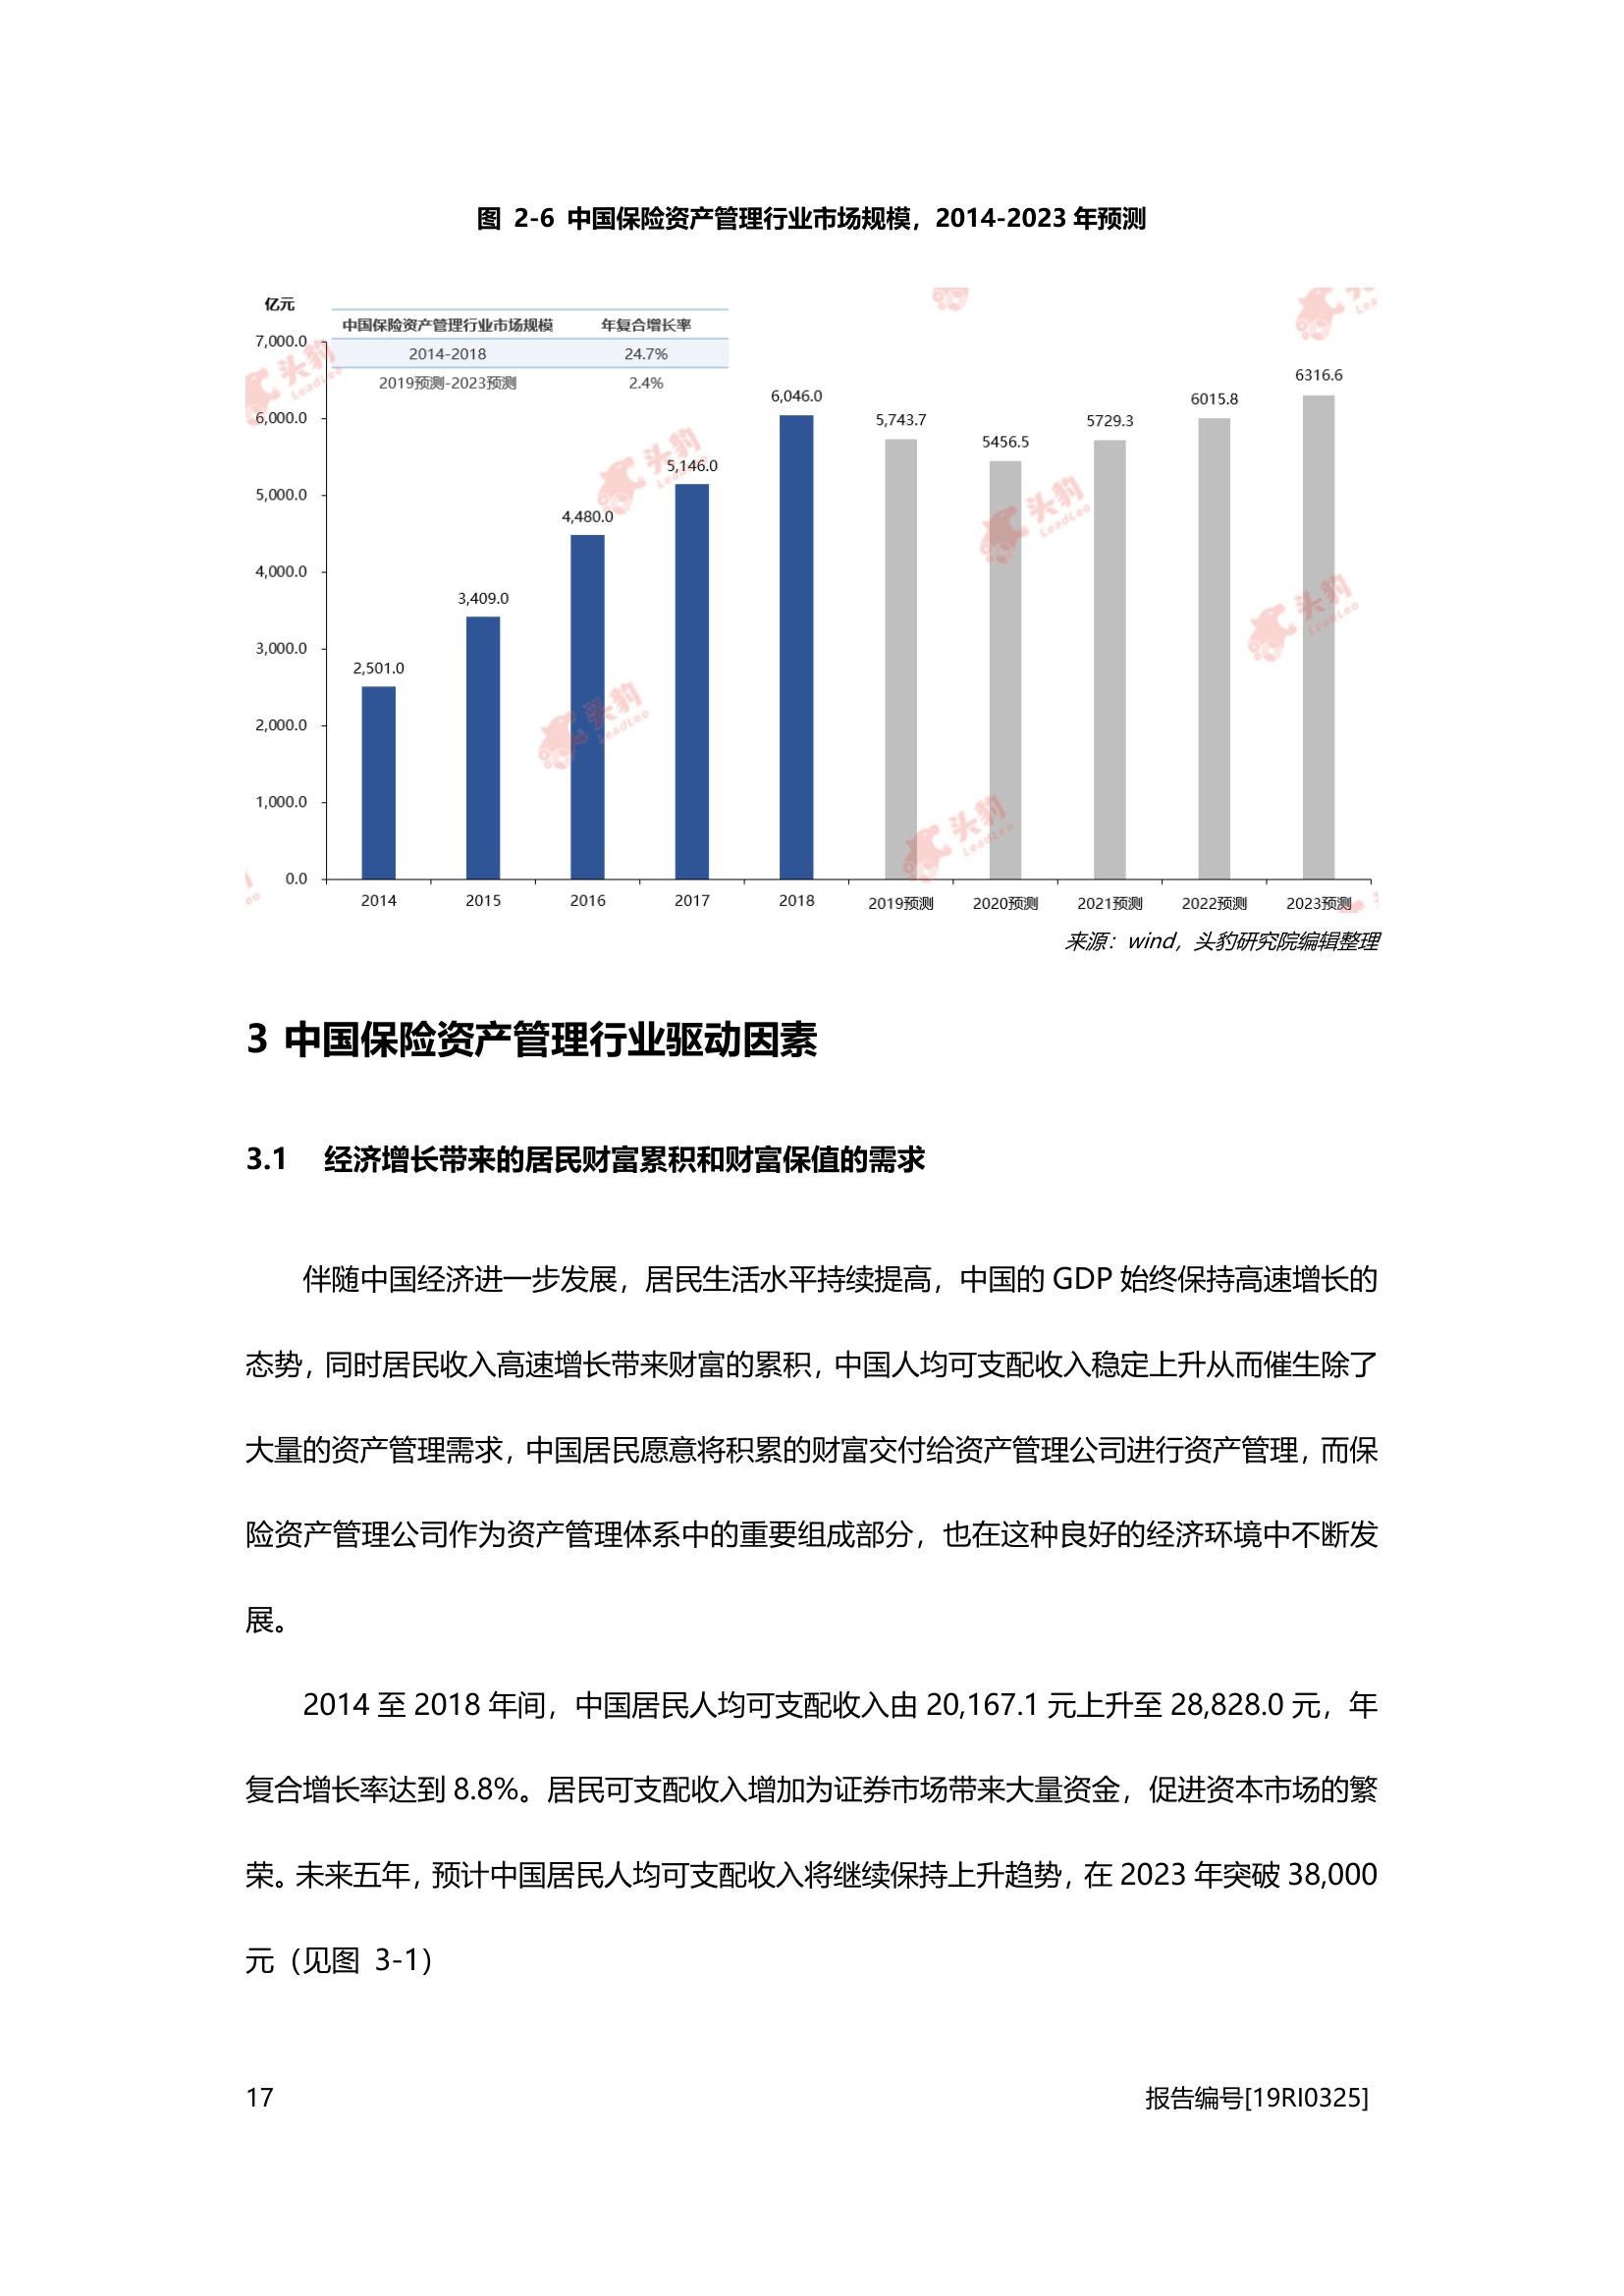 图 2-6 中国保险资产管理行业市场规模，2014-2023 年预测
亿元
中国保险资产管理行业市场规模 年复合增长率
2014-2018 24.7%
2019预测-2023预测 2.4%
7,000.0
6,000.0
5,000.0
4,000.0
3,000.0
2,000.0
1,000.0
0.0
2,501.0
3,409.0
4,480.0
5,146.0
6,046.0
5,743.7
5456.5
5729.3
6015.8
6316.6
2014 2015 2016 2017 2018 2019预测 2020预测 2021预测 2022预测 2023预测
头豹
LeadLeo
头豹
LeadLeo
头豹
LeadLeo
头豹
LeadLeo
头豹
LeadLeo
头豹
LeadLeo
来源：wind，头豹研究院编辑整理
3 中国保险资产管理行业驱动因素
3.1 经济增长带来的居民财富累积和财富保值的需求
伴随中国经济进一步发展，居民生活水平持续提高，中国的 GDP 始终保持高速增长的
态势，同时居民收入高速增长带来财富的累积，中国人均可支配收入稳定上升从而催生除了
大量的资产管理需求，中国居民愿意将积累的财富交付给资产管理公司进行资产管理，而保
险资产管理公司作为资产管理体系中的重要组成部分，也在这种良好的经济环境中不断发
展。
2014 至 2018 年间，中国居民人均可支配收入由 20,167.1 元上升至 28,828.0 元，年
复合增长率达到 8.8%。居民可支配收入增加为证券市场带来大量资金，促进资本市场的繁
荣。未来五年，预计中国居民人均可支配收入将继续保持上升趋势，在 2023 年突破 38,000
元（见图 3-1）
17 报告编号[19RI0325]